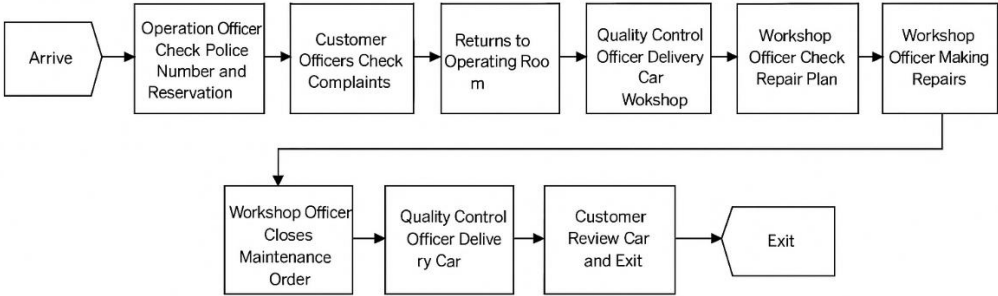 Arrive
Operation Officer
Check Police
Number and
Reservation
Customer
Officers Check
Complaints
Returns to
Operating Roo
m
Quality Control
Officer Delivery
Car
Wokshop
Workshop
Officer Check
Repair Plan
Workshop
Officer Making
Repairs
Workshop Officer
Closes
Maintenance
Order
Quality Control
Officer Delive
ry Car
Customer
Review Car
and Exit
Exit